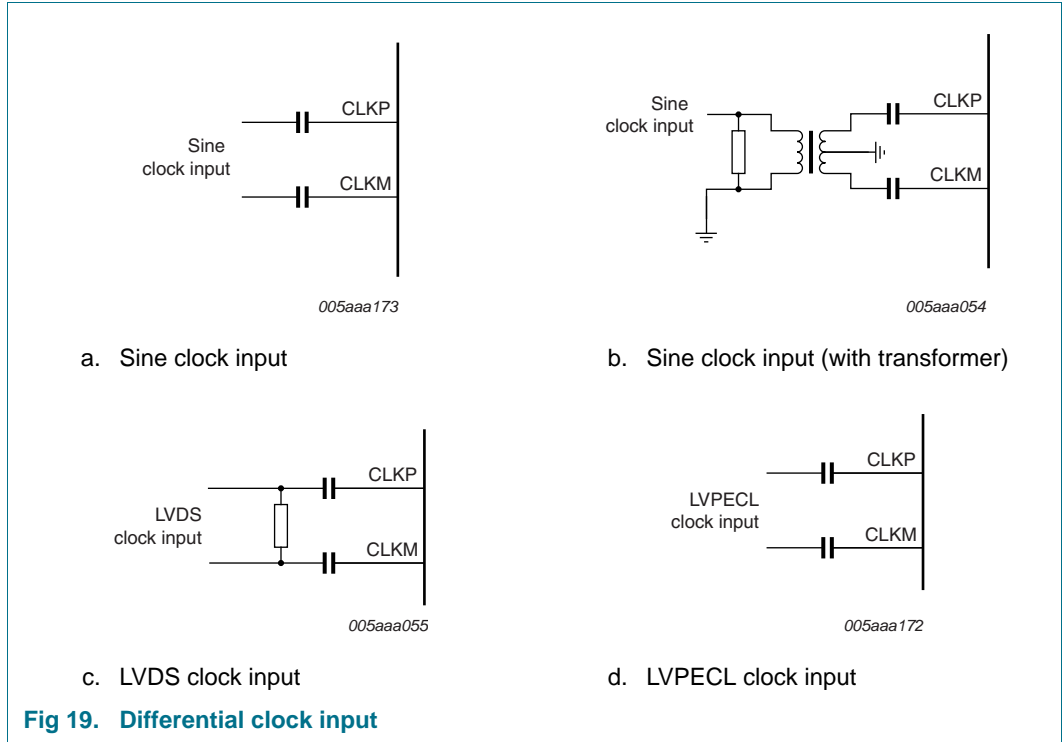 CLKP
Sine
clock input
CLKM
005aaa173
a. Sine clock input
Sine
clock input
CLKP
CLKM
005aaa054
b. Sine clock input (with transformer)
LVDS
clock input
CLKP
CLKM
005aaa055
c. LVDS clock input
CLKP
LVPECL
clock input
CLKM
005aaa172
d. LVPECL clock input
Fig 19. Differential clock input